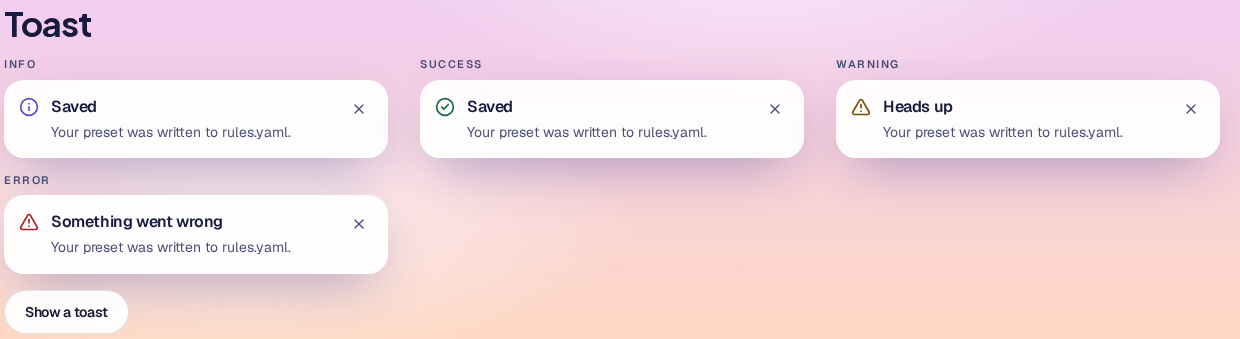 Toast
INFO
Saved
Your preset was written to rules.yaml.
SUCCESS
Saved
Your preset was written to rules.yaml.
WARNING
Heads up
Your preset was written to rules.yaml.
ERROR
Something went wrong
Your preset was written to rules.yaml.
Show a toast